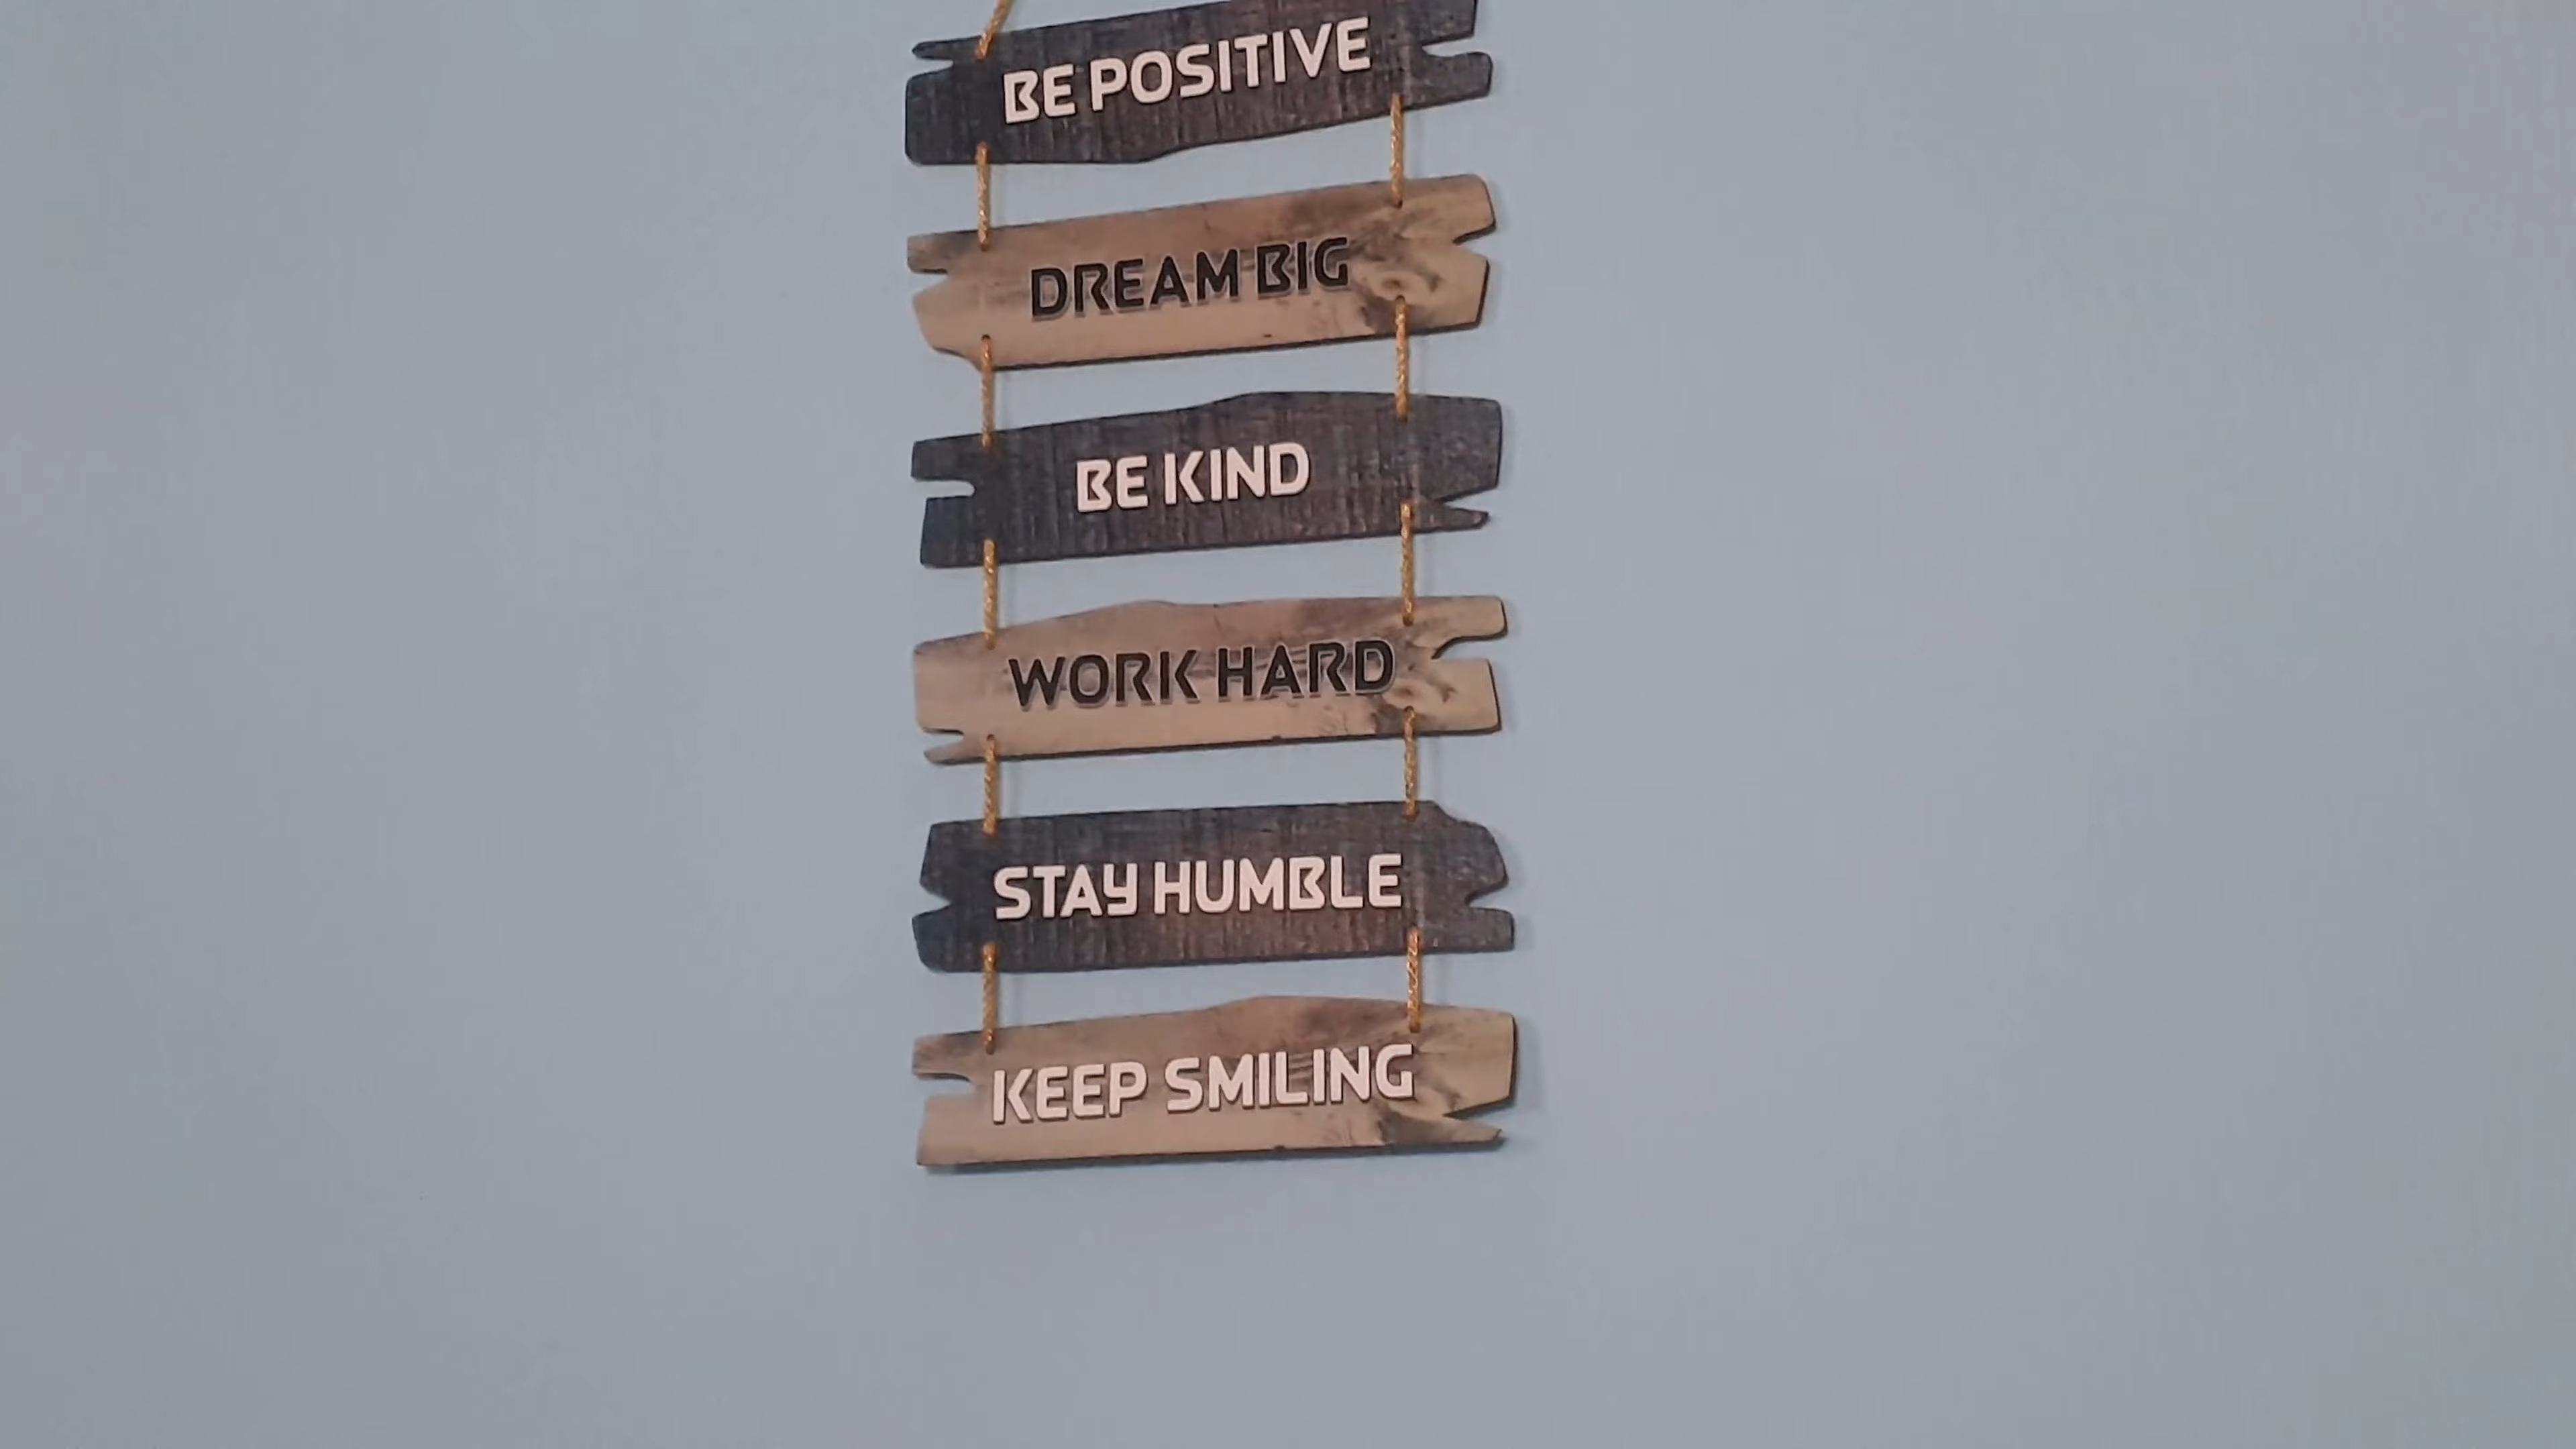 BE POSITIVE
DREAM BIG
BE KIND
WORK HARD
STAY HUMBLE
KEEP SMILING